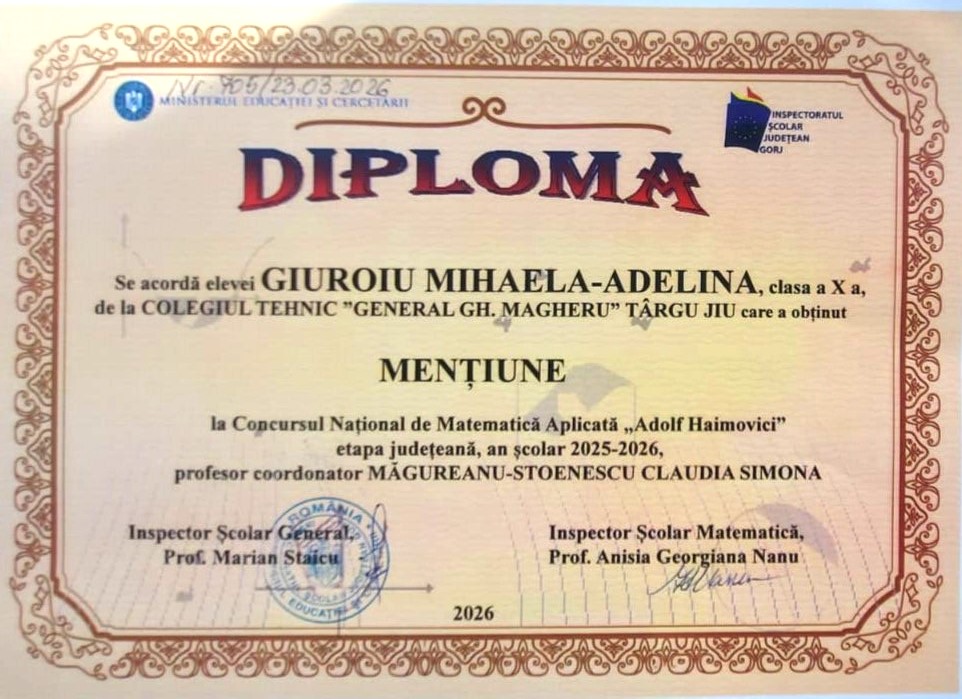 Nr. 705/23.03.2026
MINISTERUL EDUCAȚIEI ȘI CERCETĂRII
INSPECTORATUL
ȘCOLAR
JUDEȚEAN
GORJ
DIPLOMA
Se acordă elevei GIUROIU MIHAELA-ADELINA, clasa a X a,
de la COLEGIUL TEHNIC ”GENERAL GH. MAGHERU” TÂRGU JIU care a obținut
MENȚIUNE
la Concursul Național de Matematică Aplicată „Adolf Haimovici”
etapa județeană, an școlar 2025-2026,
profesor coordonator MĂGUREANU-STOENESCU CLAUDIA SIMONA
Inspector Școlar General,
Prof. Marian Staicu
Inspector Școlar Matematică,
Prof. Anisia Georgiana Nanu
ROMÂNIA
2026